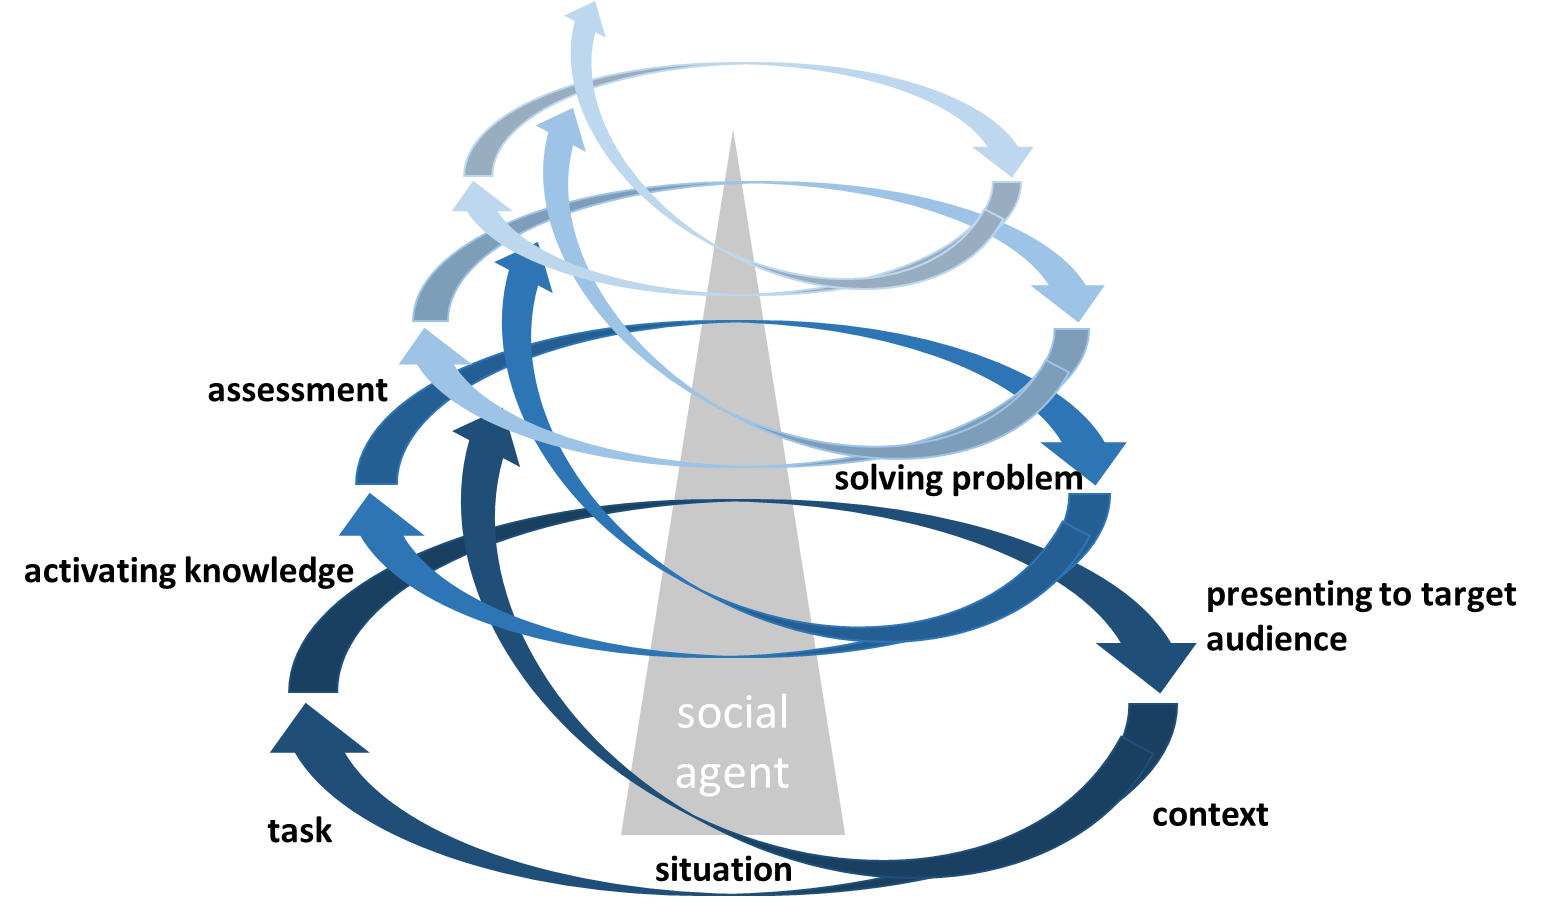 assessment
solving problem
activating knowledge
presenting to target
audience
social
agent
context
task
situation